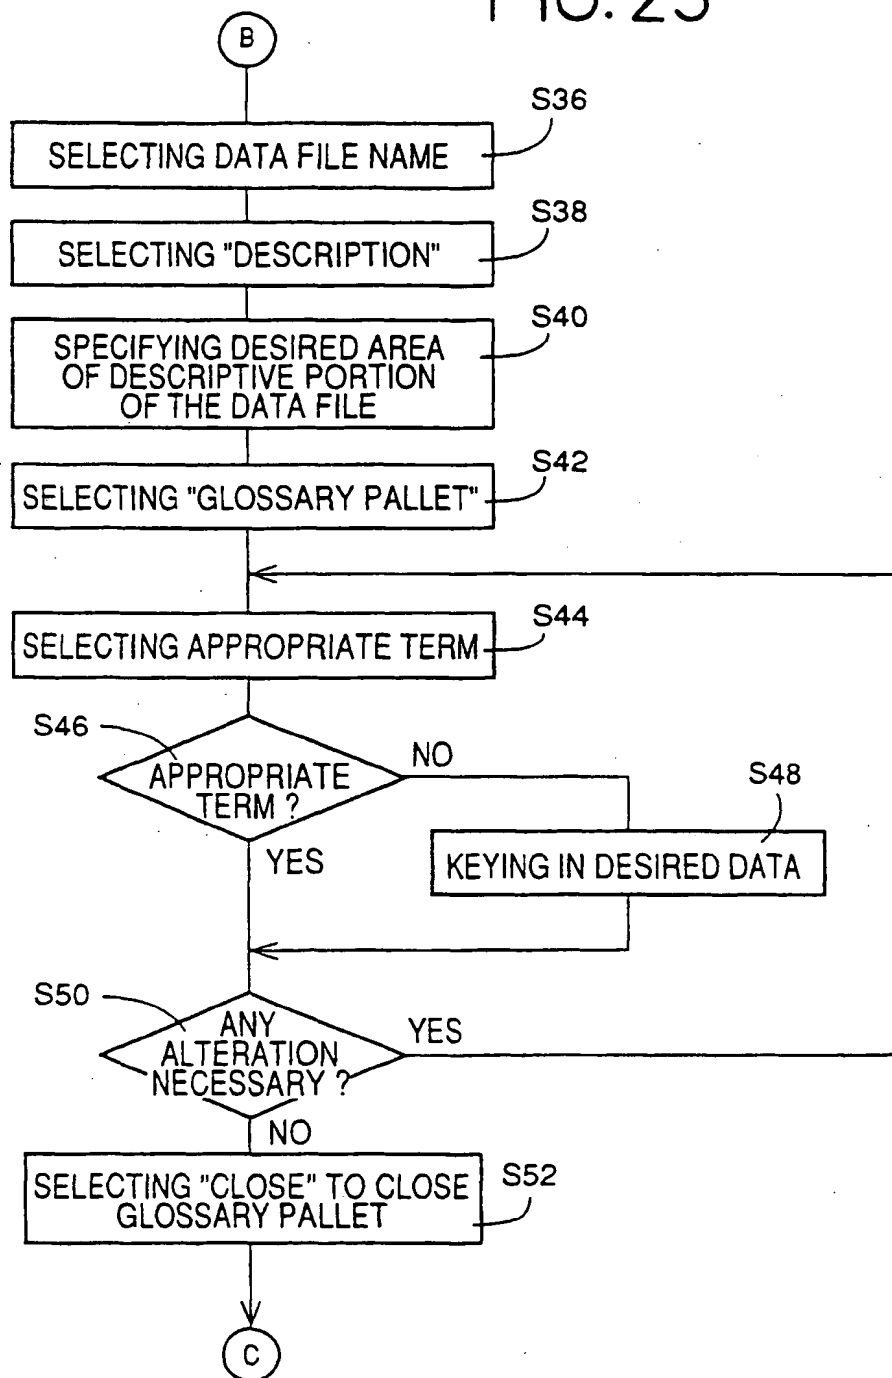 FIG.
B
S36
SELECTING DATA FILE NAME
S38
SELECTING "DESCRIPTION"
S40
SPECIFYING DESIRED AREA
OF DESCRIPTIVE PORTION
OF THE DATA FILE
S42
SELECTING "GLOSSARY PALLET"
S44
SELECTING APPROPRIATE TERM
S46
APPROPRIATE
TERM ?
NO
YES
S48
KEYING IN DESIRED DATA
S50
ANY
ALTERATION
NECESSARY ?
YES
NO
S52
SELECTING "CLOSE" TO CLOSE
GLOSSARY PALLET
C